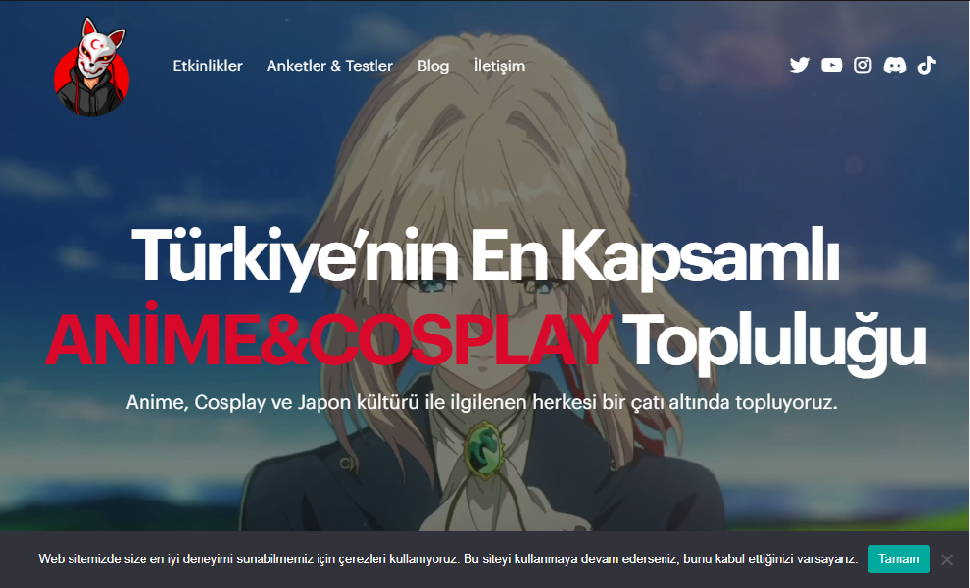 Etkinlikler Anketler & Testler Blog İletişim
Türkiye'nin En Kapsamlı
ANİME&COSPLAY Topluluğu
Anime, Cosplay ve Japon kültürü ile ilgilenen herkesi bir çatı altında topluyoruz.
Web sitemizde size en iyi deneyimi sunabilmemiz için çerezleri kullanıyoruz. Bu siteyi kullanmaya devam ederseniz, bunu kabul ettiğinizi varsayarız. Tamam